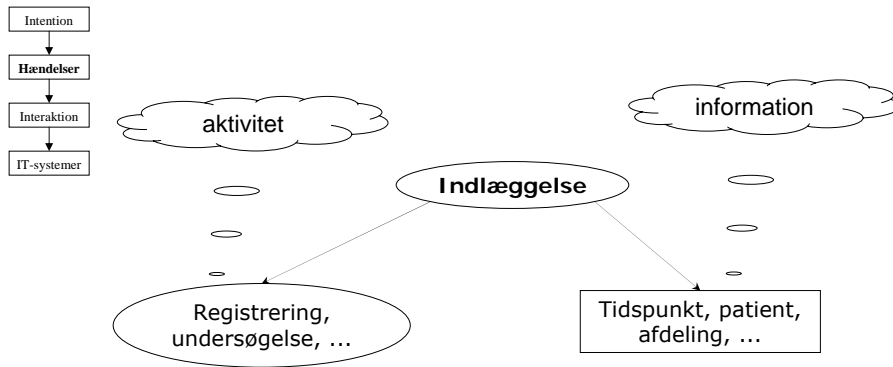 Intention
Hændelser
Interaktion
IT-systemer
aktivitet
information
Indlæggelse
Registrering,
undersøgelse, ...
Tidspunkt, patient,
afdeling, ...